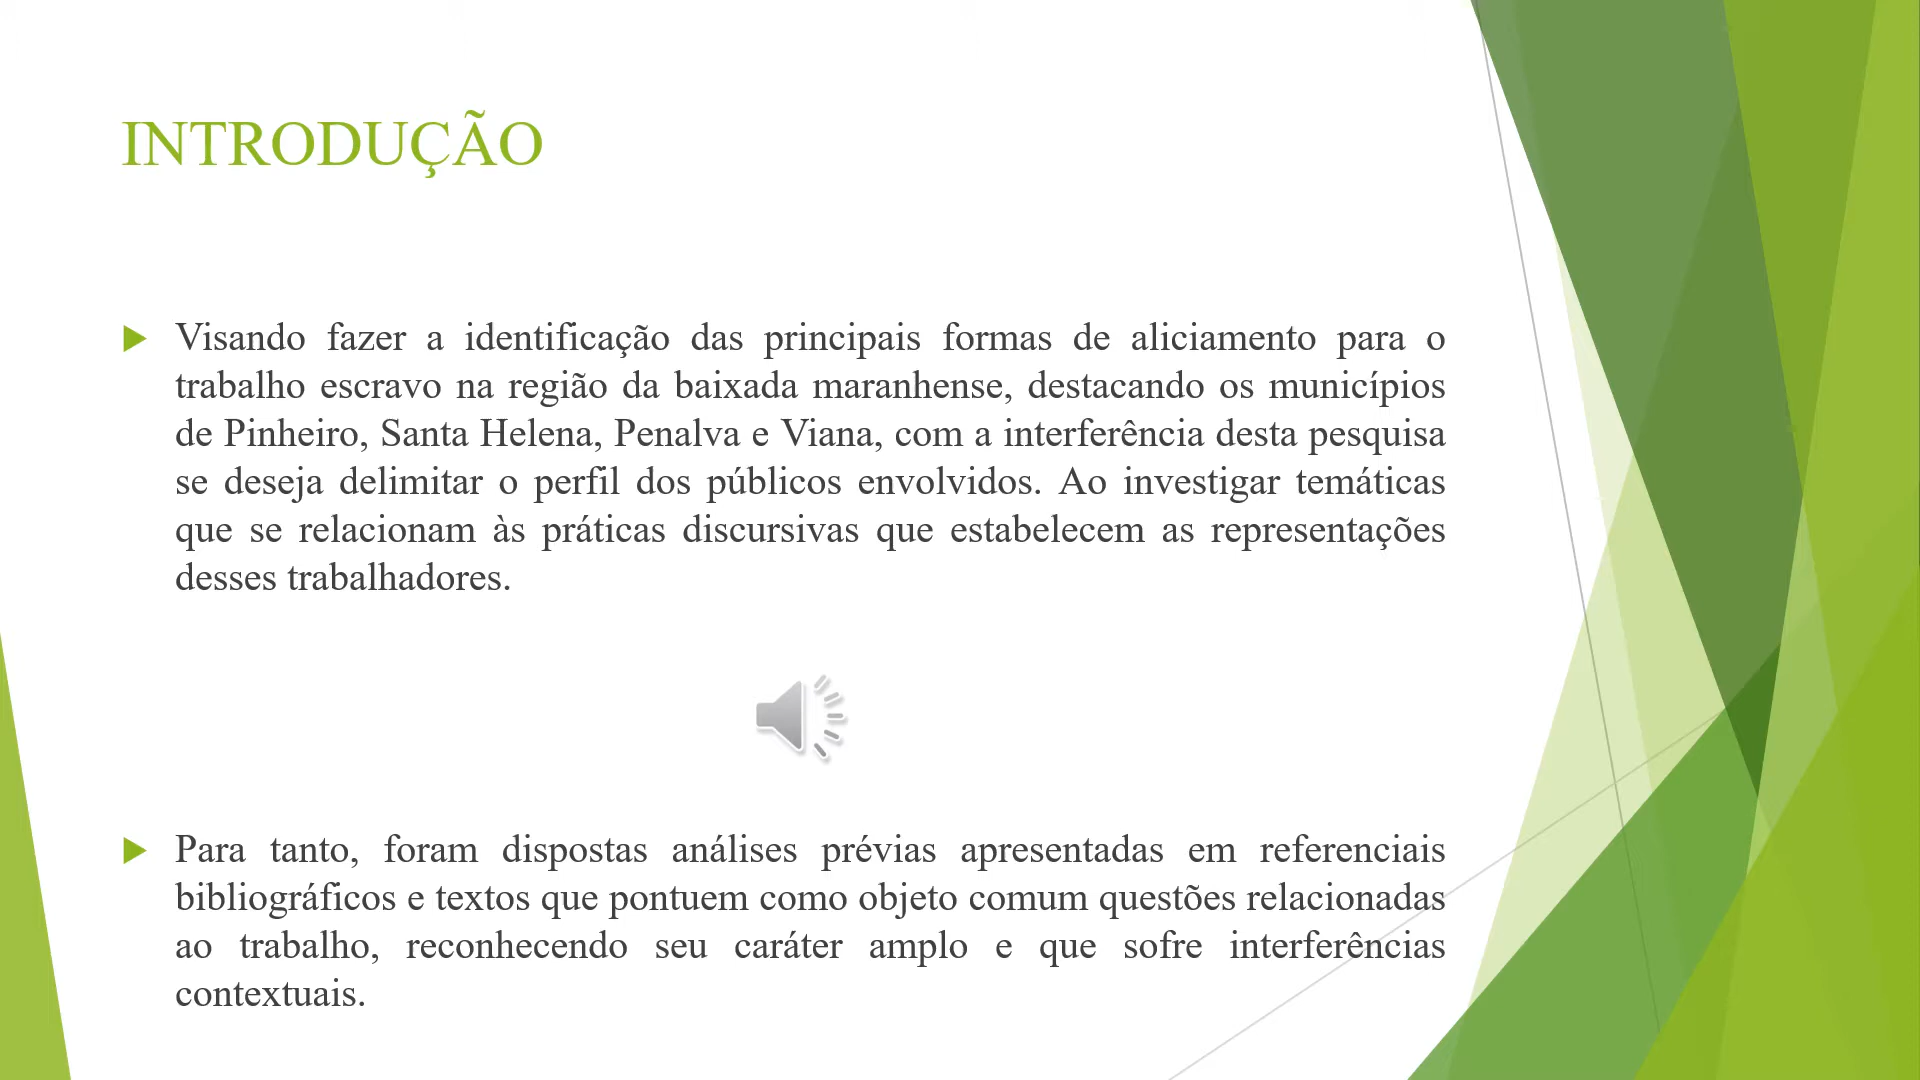 INTRODUÇÃO
Visando fazer a identificação das principais formas de aliciamento para o
trabalho escravo na região da baixada maranhense, destacando os municípios
de Pinheiro, Santa Helena, Penalva e Viana, com a interferência desta pesquisa
se deseja delimitar o perfil dos públicos envolvidos. Ao investigar temáticas
que se relacionam às práticas discursivas que estabelecem as representações
desses trabalhadores.
Para tanto, foram dispostas análises prévias apresentadas em referenciais
bibliográficos e textos que pontuem como objeto comum questões relacionadas
ao trabalho, reconhecendo seu caráter amplo e que sofre interferências
contextuais.